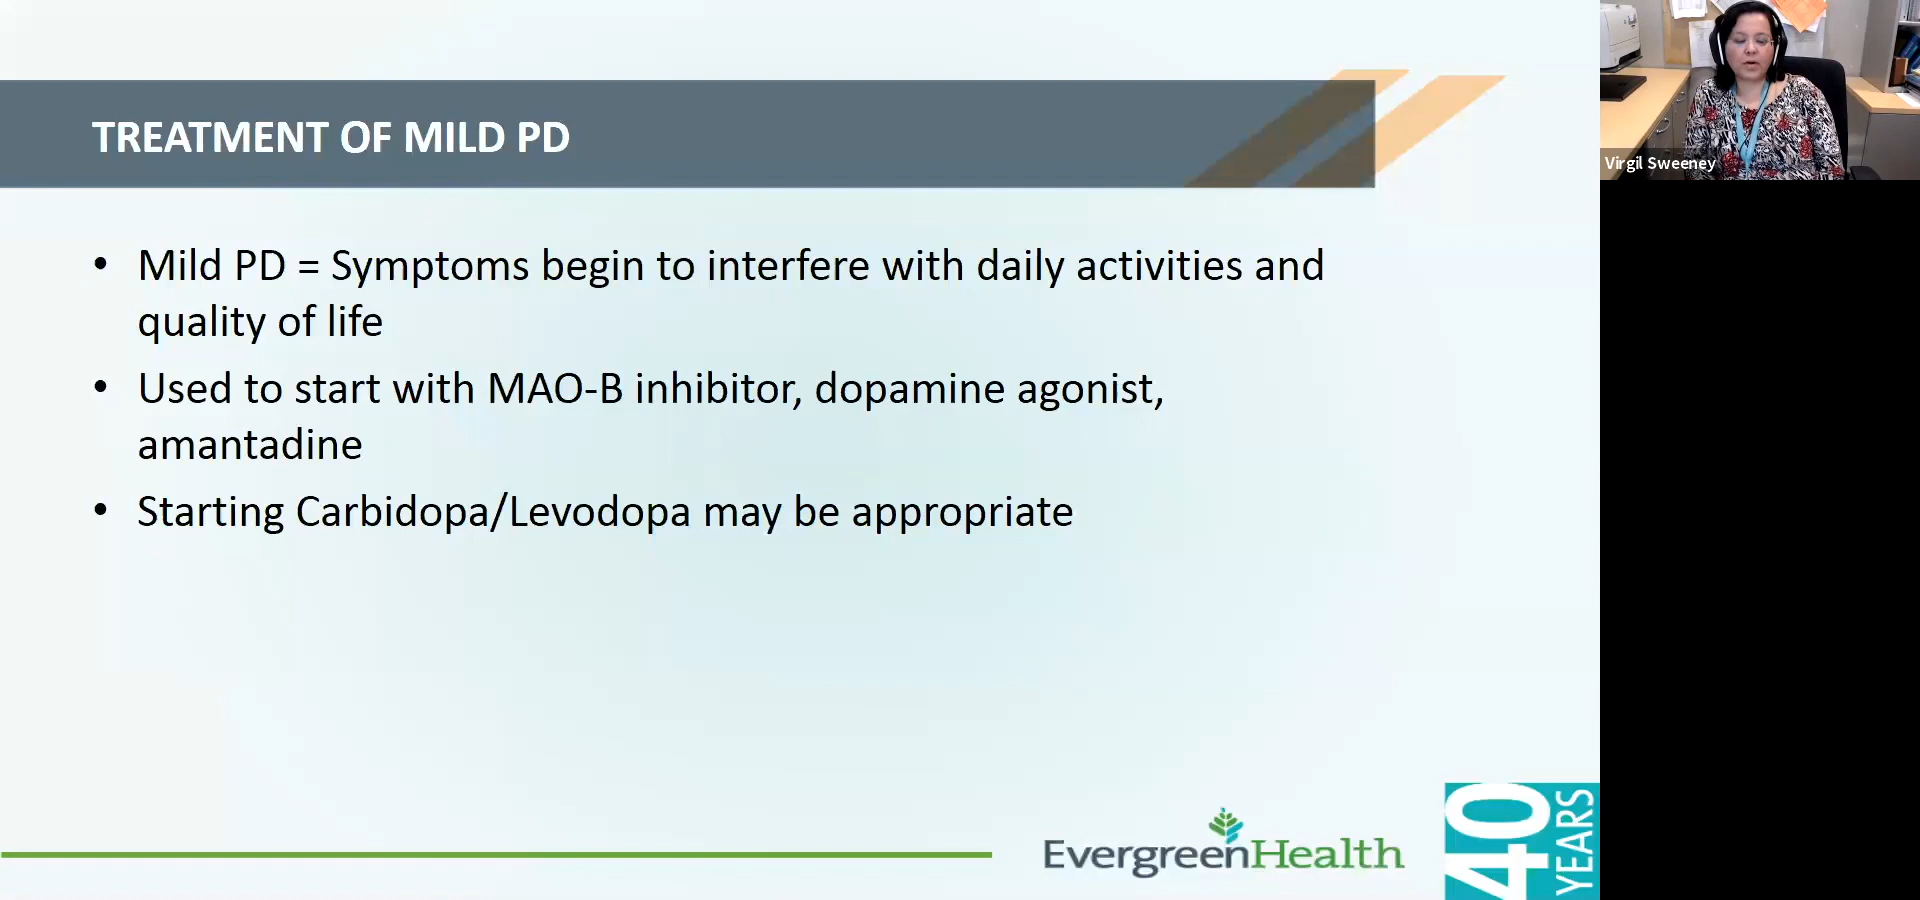 TREATMENT OF MILD PD
• Mild PD = Symptoms begin to interfere with daily activities and
quality of life
• Used to start with MAO-B inhibitor, dopamine agonist,
amantadine
• Starting Carbidopa/Levodopa may be appropriate
EvergreenHealth
40
YEARS
Virgil Sweeney